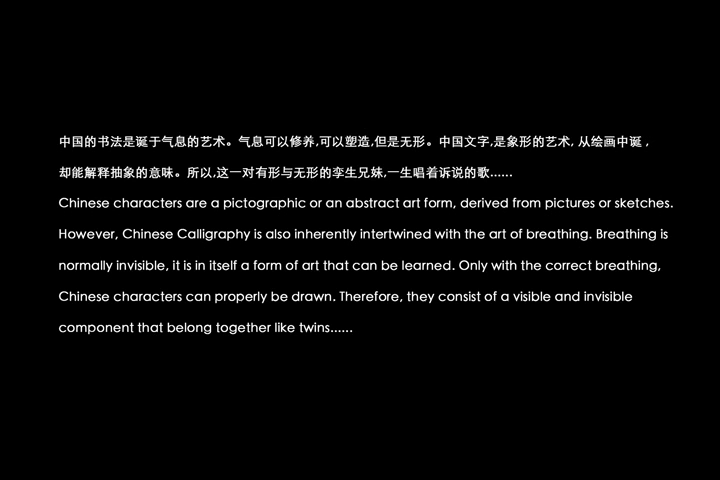 中国的书法是诞于气息的艺术。气息可以修养,可以塑造,但是无形。中国文字,是象形的艺术, 从绘画中诞 ,
却能解释抽象的意味。所以,这一对有形与无形的孪生兄妹,一生唱着诉说的歌......
Chinese characters are a pictographic or an abstract art form, derived from pictures or sketches.
However, Chinese Calligraphy is also inherently intertwined with the art of breathing. Breathing is
normally invisible, it is in itself a form of art that can be learned. Only with the correct breathing,
Chinese characters can properly be drawn. Therefore, they consist of a visible and invisible
component that belong together like twins......